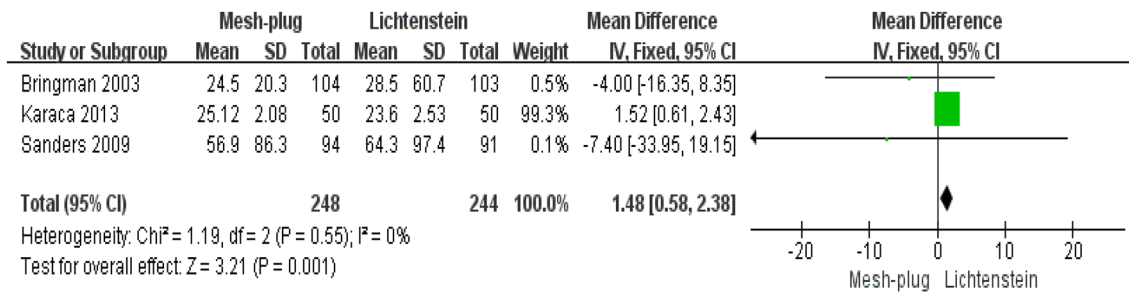 Mesh-plug Lichtenstein Mean Difference Mean Difference
Study or Subgroup Mean SD Total Mean SD Total Weight IV, Fixed, 95% CI IV, Fixed, 95% CI
Bringman 2003 24.5 20.3 104 28.5 60.7 103 0.5% -4.00 [-16.35, 8.35]
Karaca 2013 25.12 2.08 50 23.6 2.53 50 99.3% 1.52 [0.61, 2.43]
Sanders 2009 56.9 86.3 94 64.3 97.4 91 0.1% -7.40 [-33.95, 19.15]
Total (95% CI) 248 244 100.0% 1.48 [0.58, 2.38]
Heterogeneity: Chi² = 1.19, df = 2 (P = 0.55); I² = 0%
Test for overall effect: Z = 3.21 (P = 0.001)
-20 -10 0 10 20
Mesh-plug Lichtenstein